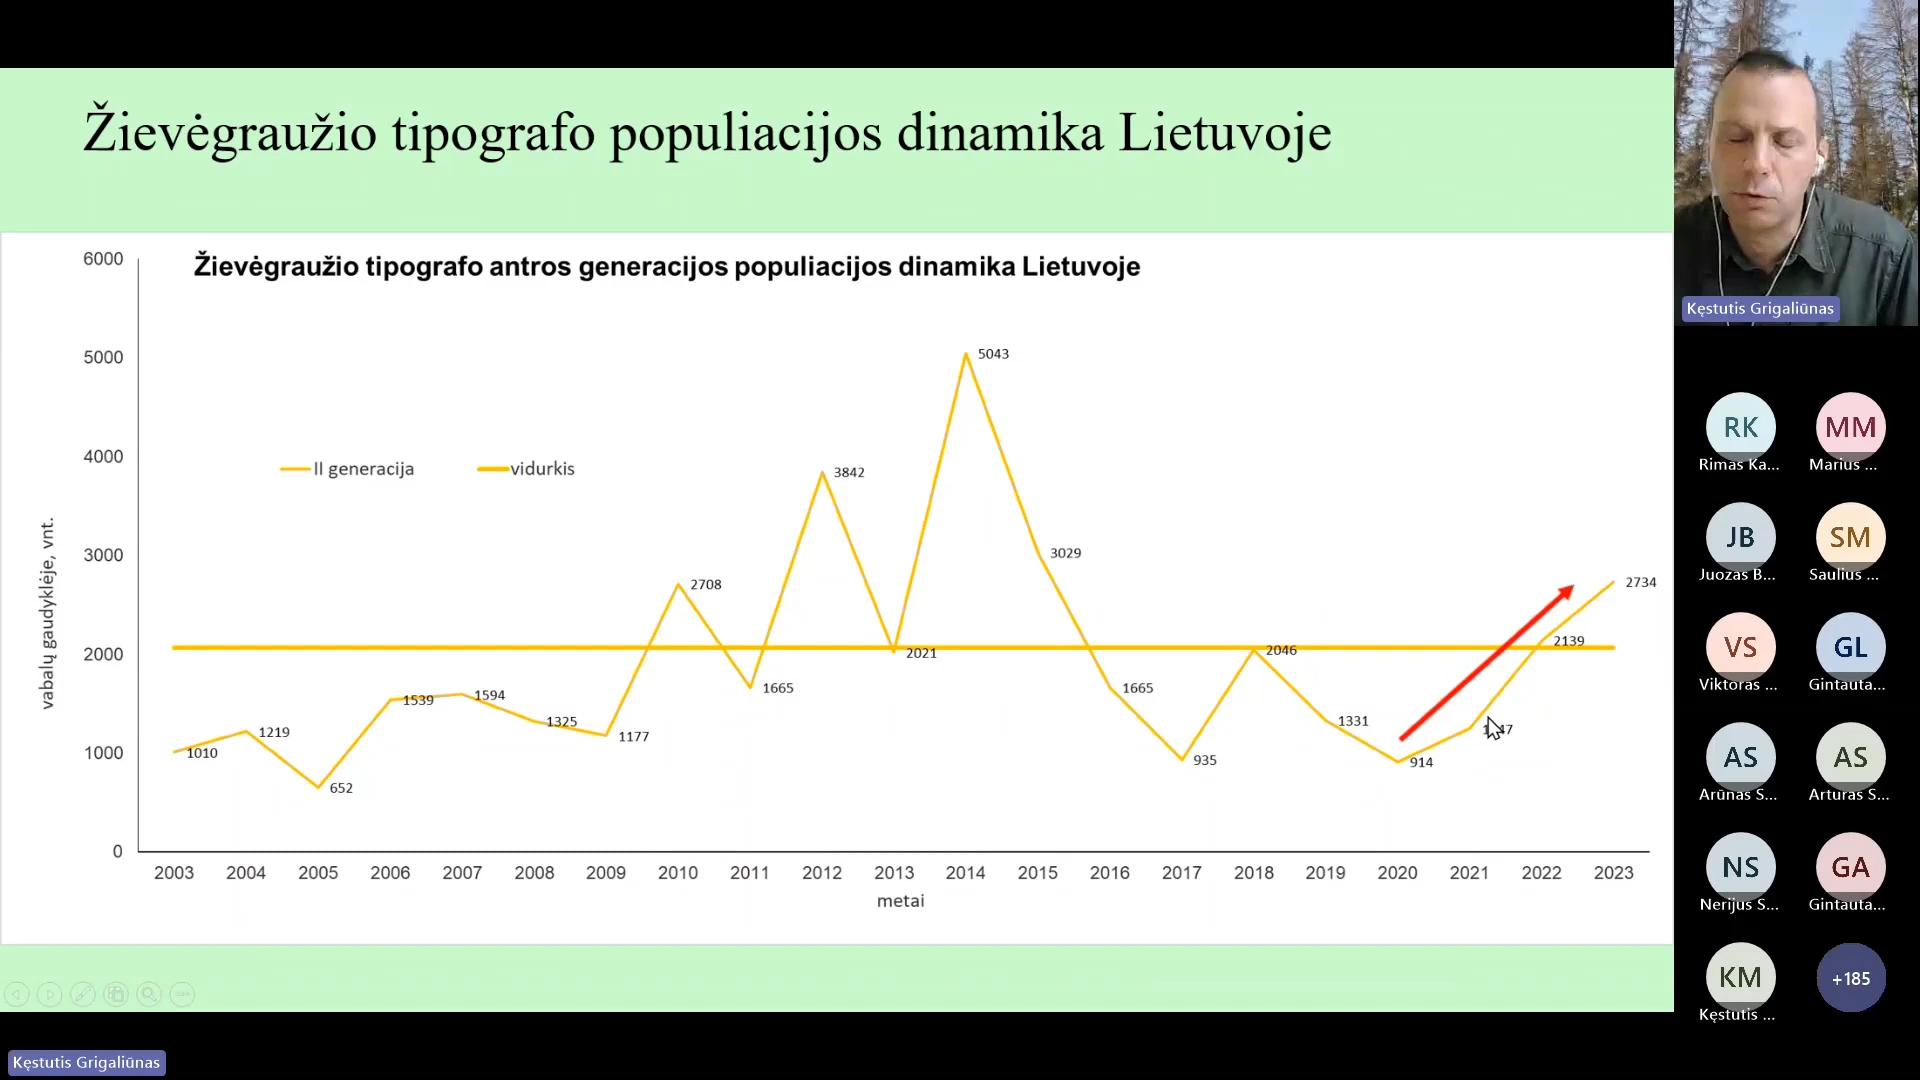 Žievėgraužio tipografo populiacijos dinamika Lietuvoje
Žievėgraužio tipografo antros generacijos populiacijos dinamika Lietuvoje
6000
5000
4000
3000
2000
1000
0
vabalų gaudyklėje, vnt.
II generacija
vidurkis
1010
1219
652
1539
1594
1325
1177
2708
1665
3842
2021
5043
3029
1665
935
2046
1331
914
2139
2734
2003 2004 2005 2006 2007 2008 2009 2010 2011 2012 2013 2014 2015 2016 2017 2018 2019 2020 2021 2022 2023
metai
Kęstutis Grigaliūnas
RK MM
Rimas Ka... Marius ...
JB SM
Juozas B... Saulius ...
VS GL
Viktoras ... Gintauta...
AS AS
Arūnas S... Arturas S...
NS GA
Nerijus S... Gintauta...
KM +185
Kęstutis ...
Kęstutis Grigaliūnas